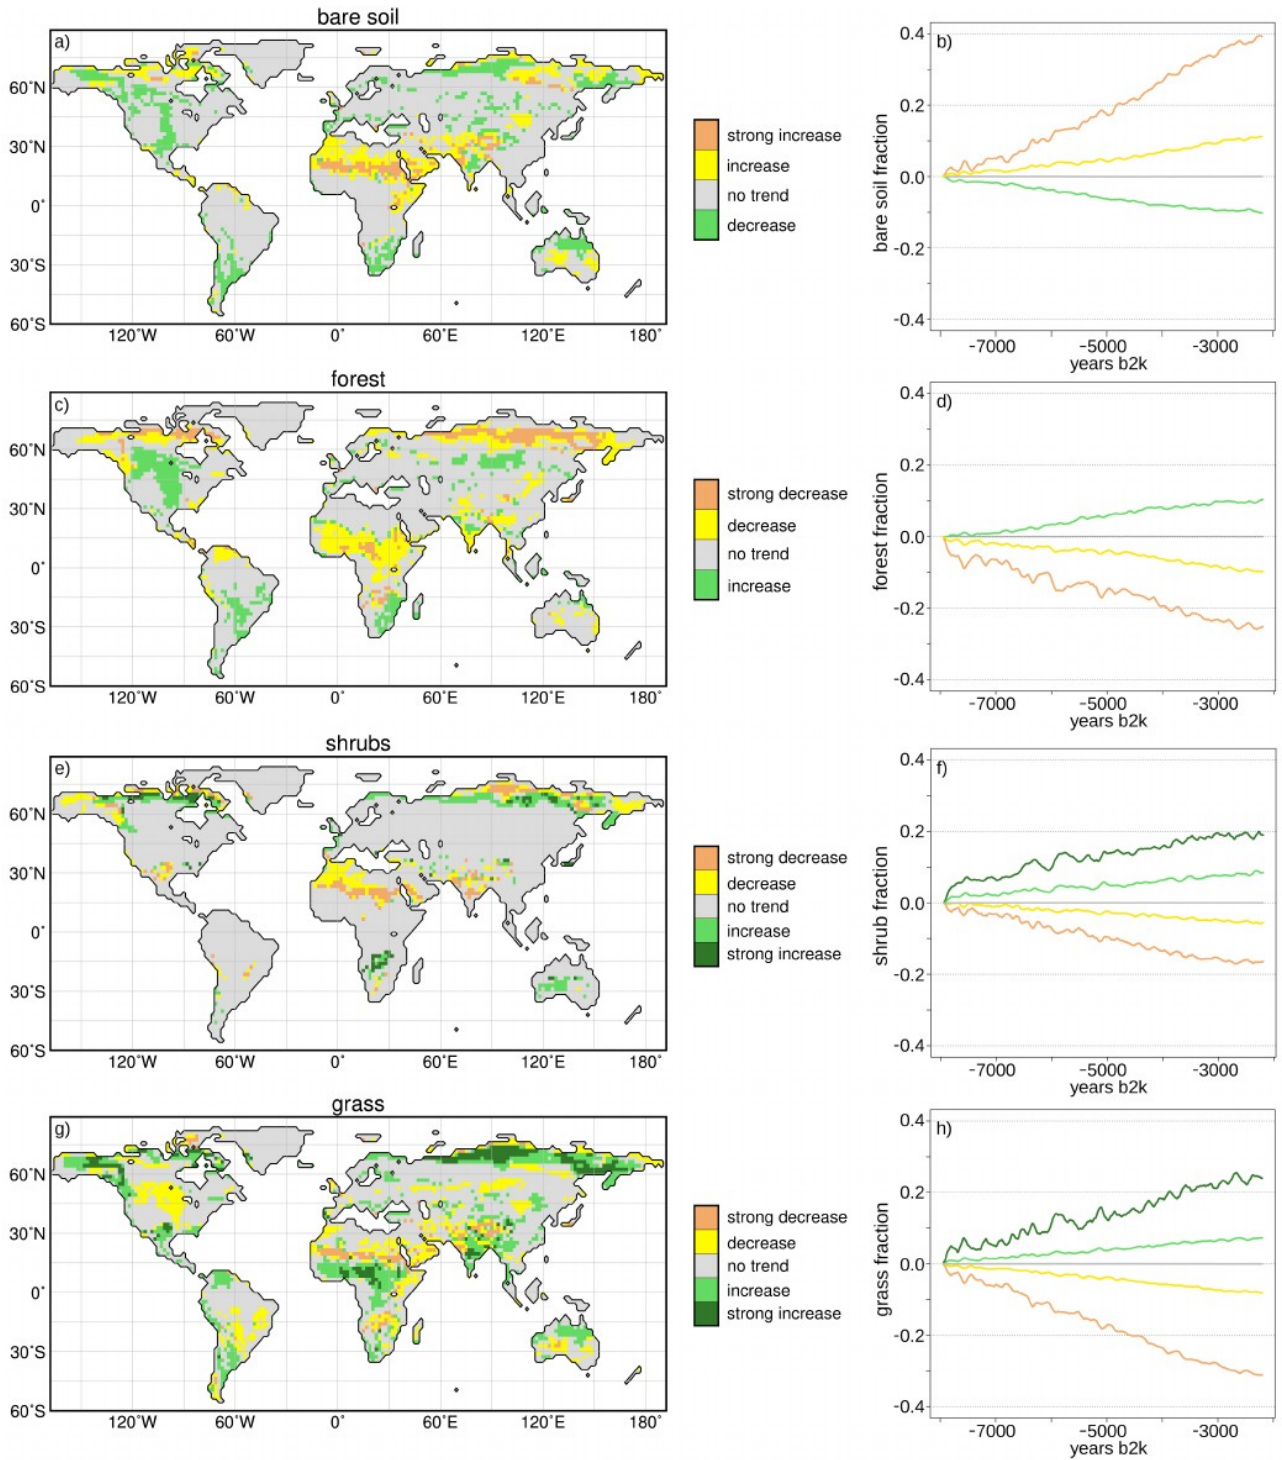 bare soil
a)
60˚N
30˚N
0˚
30˚S
60˚S
120˚W 60˚W 0˚ 60˚E 120˚E 180˚
strong increase
increase
no trend
decrease
b)
bare soil fraction
0.4
0.2
0.0
-0.2
-0.4
-7000 -5000 -3000
years b2k
forest
c)
60˚N
30˚N
0˚
30˚S
60˚S
120˚W 60˚W 0˚ 60˚E 120˚E 180˚
strong decrease
decrease
no trend
increase
d)
forest fraction
0.4
0.2
0.0
-0.2
-0.4
-7000 -5000 -3000
years b2k
shrubs
e)
60˚N
30˚N
0˚
30˚S
60˚S
120˚W 60˚W 0˚ 60˚E 120˚E 180˚
strong decrease
decrease
no trend
increase
strong increase
f)
shrub fraction
0.4
0.2
0.0
-0.2
-0.4
-7000 -5000 -3000
years b2k
grass
g)
60˚N
30˚N
0˚
30˚S
60˚S
120˚W 60˚W 0˚ 60˚E 120˚E 180˚
strong decrease
decrease
no trend
increase
strong increase
h)
grass fraction
0.4
0.2
0.0
-0.2
-0.4
-7000 -5000 -3000
years b2k